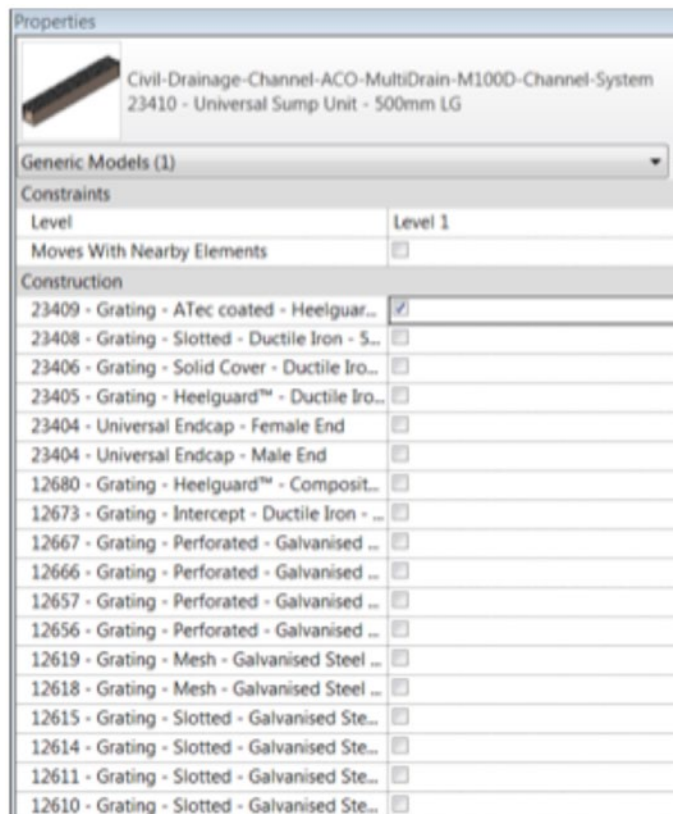 Properties
Civil-Drainage-Channel-ACO-MultiDrain-M100D-Channel-System
23410 - Universal Sump Unit - 500mm LG
Generic Models (1)
Constraints
Level Level 1
Moves With Nearby Elements
Construction
23409 - Grating - ATec coated - Heelguar...
23408 - Grating - Slotted - Ductile Iron - 5...
23406 - Grating - Solid Cover - Ductile Iro...
23405 - Grating - Heelguard™ - Ductile Iro...
23404 - Universal Endcap - Female End
23404 - Universal Endcap - Male End
12680 - Grating - Heelguard™ - Composit...
12673 - Grating - Intercept - Ductile Iron - ...
12667 - Grating - Perforated - Galvanised ...
12666 - Grating - Perforated - Galvanised ...
12657 - Grating - Perforated - Galvanised ...
12656 - Grating - Perforated - Galvanised ...
12619 - Grating - Mesh - Galvanised Steel ...
12618 - Grating - Mesh - Galvanised Steel ...
12615 - Grating - Slotted - Galvanised Ste...
12614 - Grating - Slotted - Galvanised Ste...
12611 - Grating - Slotted - Galvanised Ste...
12610 - Grating - Slotted - Galvanised Ste...